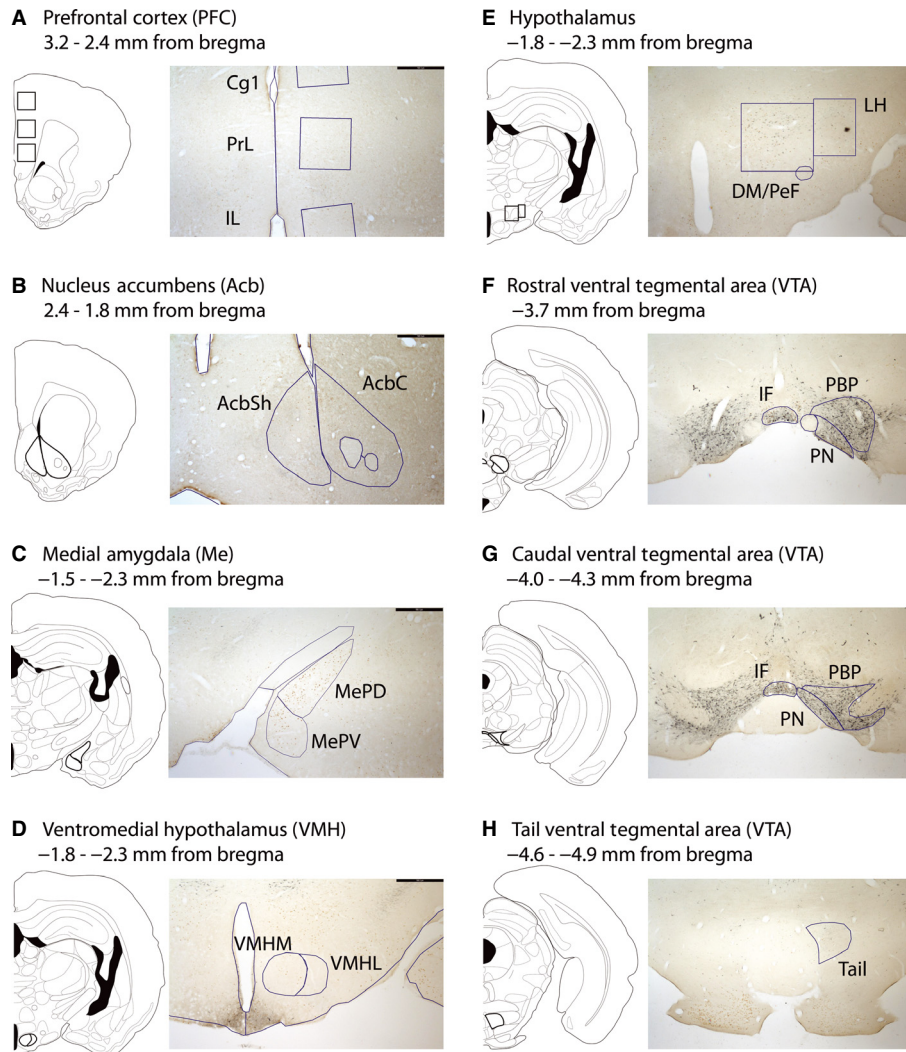 A Prefrontal cortex (PFC)
3.2 - 2.4 mm from bregma
Cg1
PrL
IL
B Nucleus accumbens (Acb)
2.4 - 1.8 mm from bregma
AcbSh
AcbC
C Medial amygdala (Me)
−1.5 - −2.3 mm from bregma
MePD
MePV
D Ventromedial hypothalamus (VMH)
−1.8 - −2.3 mm from bregma
VMHM
VMHL
E Hypothalamus
−1.8 - −2.3 mm from bregma
LH
DM/PeF
F Rostral ventral tegmental area (VTA)
−3.7 mm from bregma
IF
PBP
PN
G Caudal ventral tegmental area (VTA)
−4.0 - −4.3 mm from bregma
IF
PBP
PN
H Tail ventral tegmental area (VTA)
−4.6 - −4.9 mm from bregma
Tail